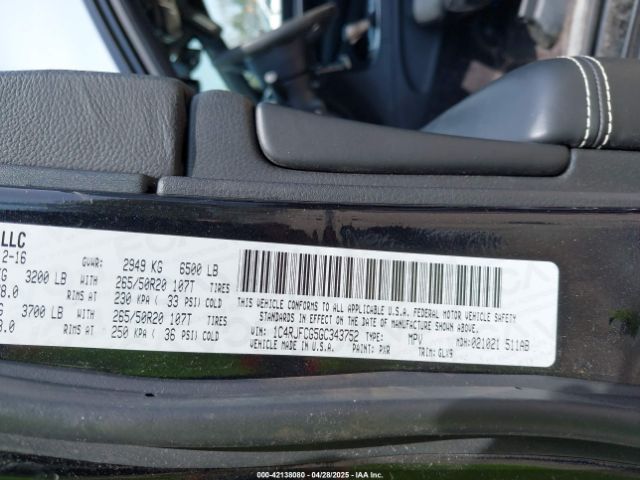 LLC
2-16
GVWR: 2949 KG 6500 LB
KG 3200 LB WITH 265/50R20 107T TIRES
8.0 RIMS AT 230 KPA ( 33 PSI) COLD
3700 LB WITH 265/50R20 107T TIRES
8.0 RIMS AT 250 KPA ( 36 PSI) COLD
THIS VEHICLE CONFORMS TO ALL APPLICABLE U.S.A. FEDERAL MOTOR VEHICLE SAFETY
STANDARDS IN EFFECT ON THE DATE OF MANUFACTURE SHOWN ABOVE.
VIN: 1C4RJFCG5GC343752 TYPE: MPV MDH:021021 511AB
VEHICLE MADE IN U.S.A. PAINT: PXR TRIM: GLX9
000-42138080 - 04/28/2025 - IAA Inc.